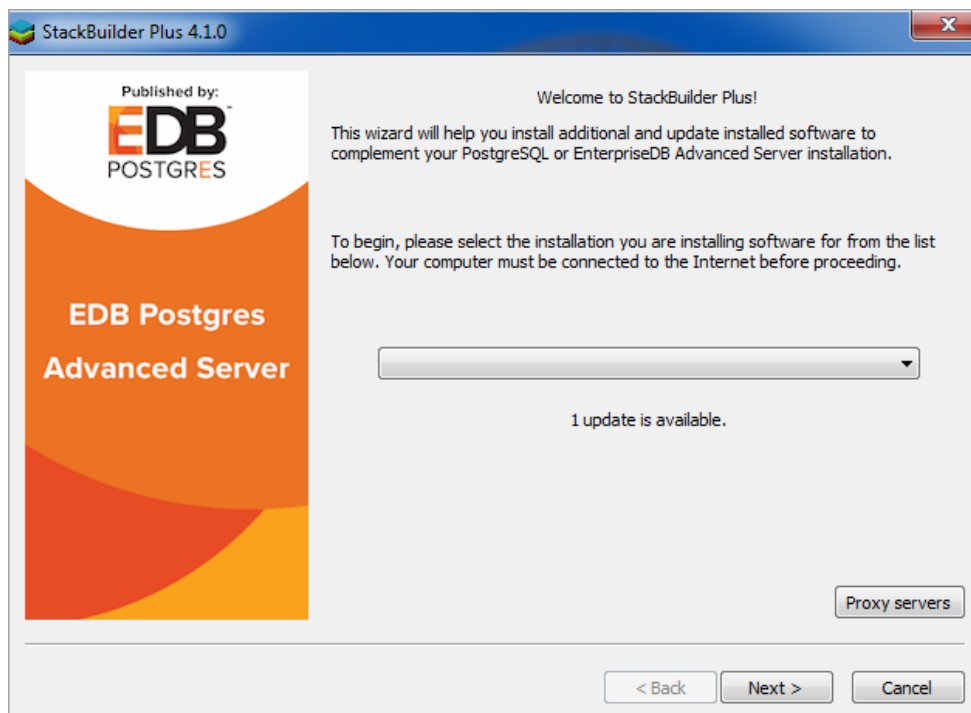 StackBuilder Plus 4.1.0
Published by:
EDB™
POSTGRES
EDB Postgres
Advanced Server
Welcome to StackBuilder Plus!
This wizard will help you install additional and update installed software to
complement your PostgreSQL or EnterpriseDB Advanced Server installation.
To begin, please select the installation you are installing software for from the list
below. Your computer must be connected to the Internet before proceeding.
1 update is available.
Proxy servers
< Back
Next >
Cancel